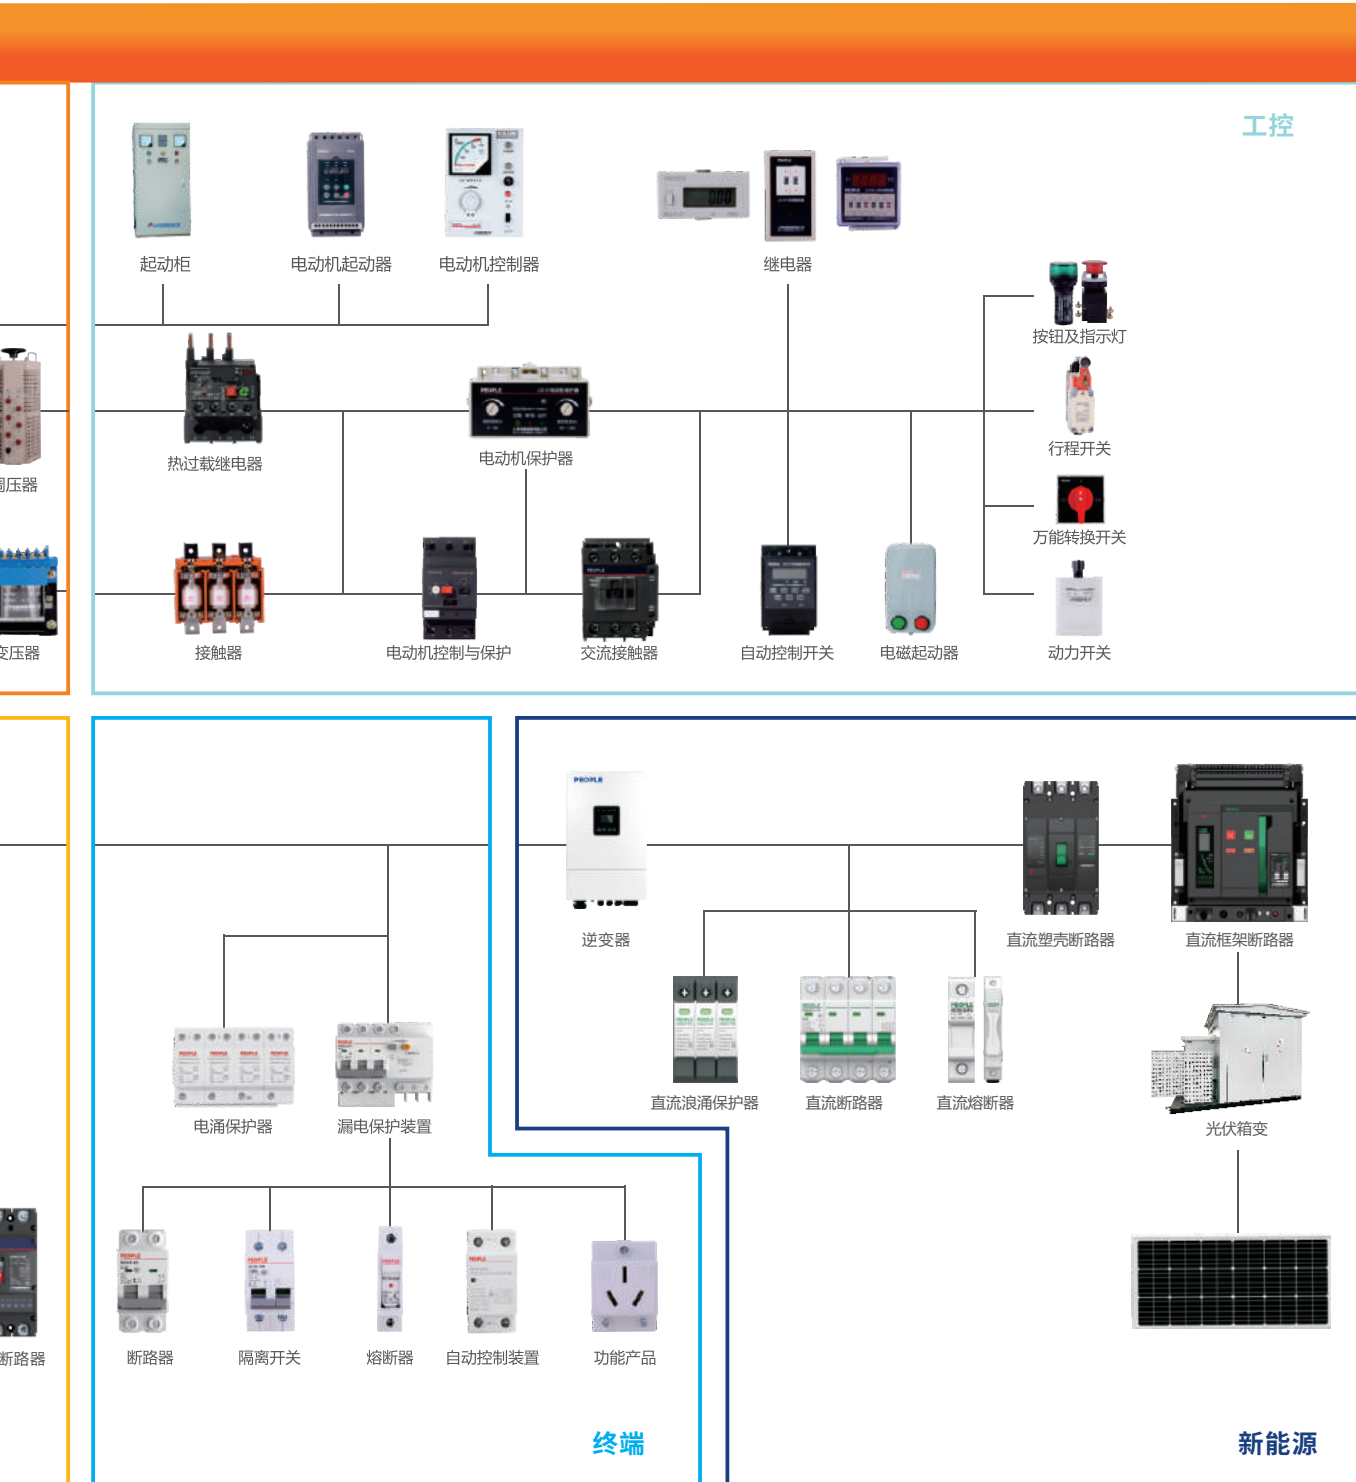 工控
起动柜
电动机起动器
电动机控制器
继电器
按钮及指示灯
热过载继电器
电动机保护器
行程开关
压器
万能转换开关
变压器
接触器
电动机控制与保护
交流接触器
自动控制开关
电磁起动器
动力开关
PEOPLE
逆变器
直流塑壳断路器
直流框架断路器
直流浪涌保护器
直流断路器
直流熔断器
电涌保护器
漏电保护装置
光伏箱变
断路器
断路器
隔离开关
熔断器
自动控制装置
功能产品
终端
新能源